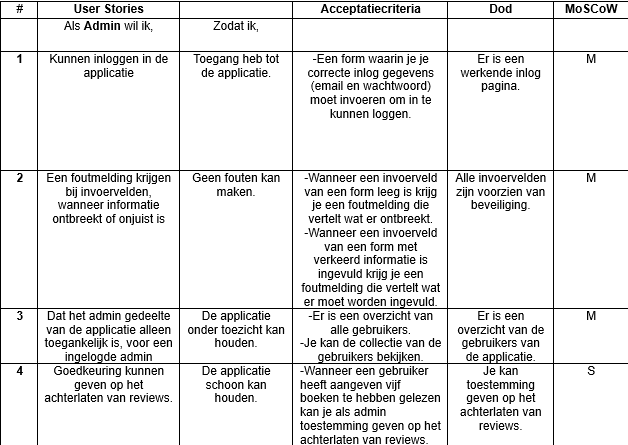 # User Stories Acceptatiecriteria Dod MoSCoW
Als Admin wil ik, Zodat ik,
1 Kunnen inloggen in de Toegang heb tot -Een form waarin je je Er is een M
applicatie de applicatie. correcte inlog gegevens werkende inlog
(email en wachtwoord) pagina.
moet invoeren om in te
kunnen loggen.
2 Een foutmelding krijgen Geen fouten kan -Wanneer een invoerveld Alle invoervelden M
bij invoervelden, maken. van een form leeg is krijg zijn voorzien van
wanneer informatie je een foutmelding die beveiliging.
ontbreekt of onjuist is vertelt wat er ontbreekt.
-Wanneer een invoerveld
van een form met
verkeerd informatie is
ingevuld krijg je een
foutmelding die vertelt wat
er moet worden ingevuld.
3 Dat het admin gedeelte De applicatie -Er is een overzicht van Er is een M
van de applicatie alleen onder toezicht kan alle gebruikers. overzicht van de
toegankelijk is, voor een houden. -Je kan de collectie van de gebruikers van
ingelogde admin gebruikers bekijken. de applicatie.
4 Goedkeuring kunnen De applicatie -Wanneer een gebruiker Je kan S
geven op het schoon kan heeft aangeven vijf toestemming
achterlaten van reviews. houden. boeken te hebben gelezen geven op het
kan je als admin achterlaten van
toestemming geven op het reviews.
achterlaten van reviews.